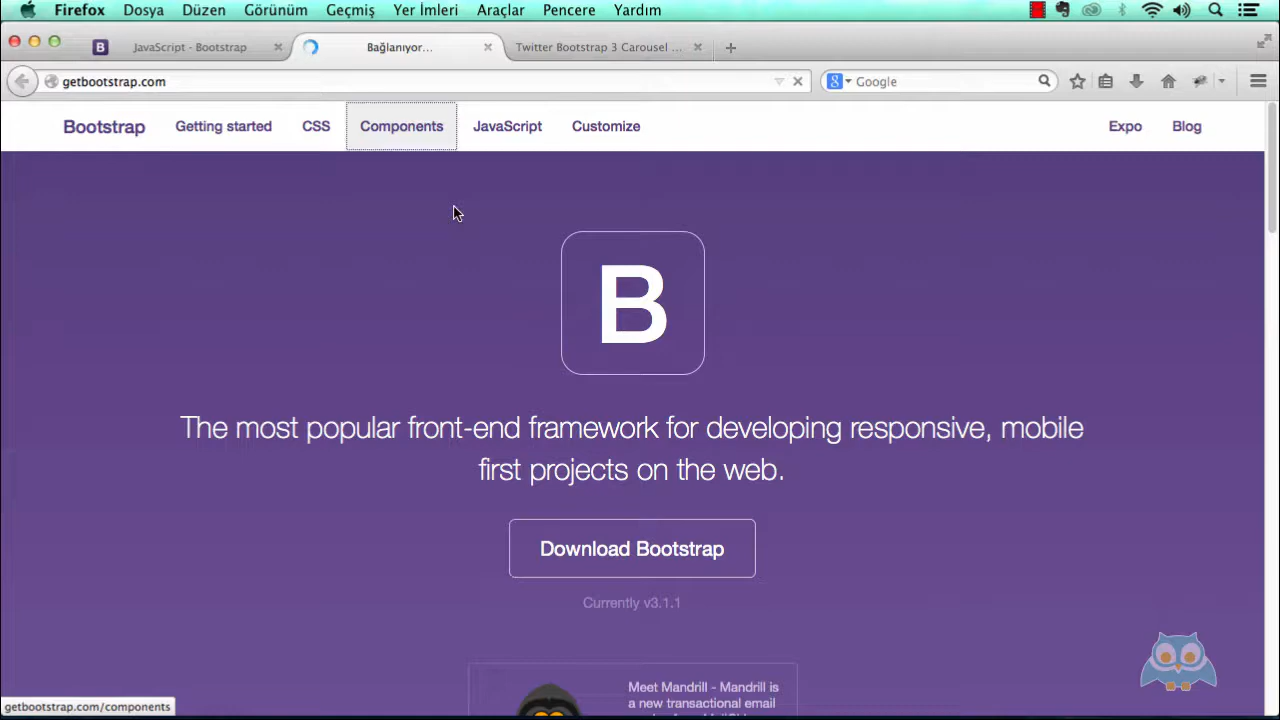 Firefox Dosya Düzen Görünüm Geçmiş Yer İmleri Araçlar Pencere Yardım
B JavaScript - Bootstrap Bağlanıyor... Twitter Bootstrap 3 Carousel ...
getbootstrap.com
8 Google
Bootstrap Getting started CSS Components JavaScript Customize Expo Blog
B
The most popular front-end framework for developing responsive, mobile
first projects on the web.
Download Bootstrap
Currently v3.1.1
Meet Mandrill - Mandrill is
a new transactional email
getbootstrap.com/components